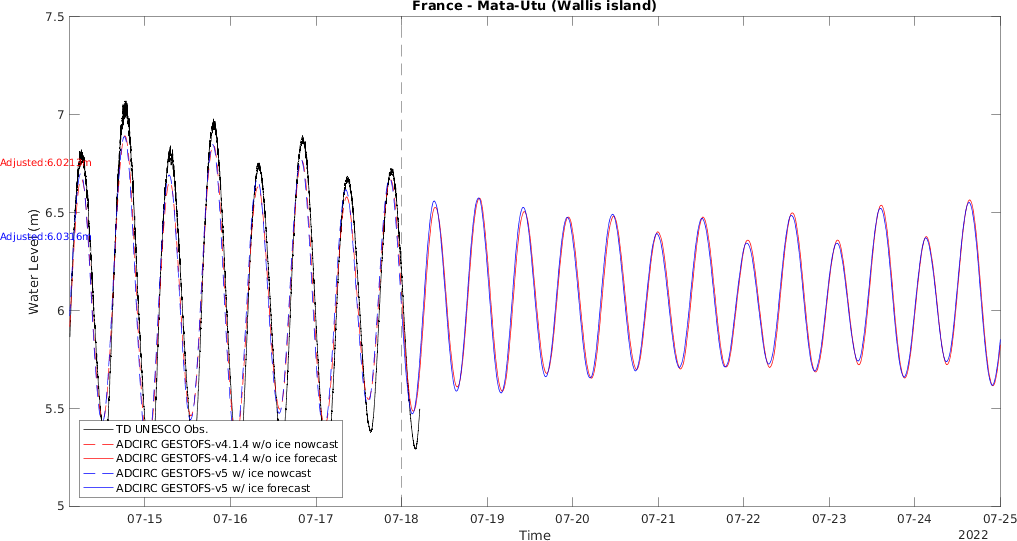 France - Mata-Utu (Wallis island)
7.5
7
6.5
6
5.5
5
Water Level (m)
Adjusted:6.0316m
TD UNESCO Obs.
ADCIRC GESTOFS-v4.1.4 w/o ice nowcast
ADCIRC GESTOFS-v4.1.4 w/o ice forecast
ADCIRC GESTOFS-v5 w/ ice nowcast
ADCIRC GESTOFS-v5 w/ ice forecast
07-15 07-16 07-17 07-18 07-19 07-20 07-21 07-22 07-23 07-24 07-25
Time
2022